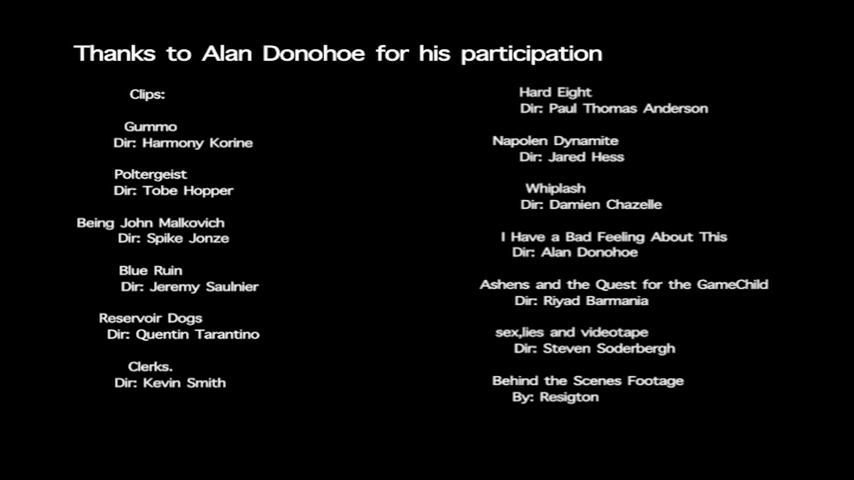 Thanks to Alan Donohoe for his participation
Clips:
Gummo
Dir: Harmony Korine
Poltergeist
Dir: Tobe Hopper
Being John Malkovich
Dir: Spike Jonze
Blue Ruin
Dir: Jeremy Saulnier
Reservoir Dogs
Dir: Quentin Tarantino
Clerks.
Dir: Kevin Smith
Hard Eight
Dir: Paul Thomas Anderson
Napolen Dynamite
Dir: Jared Hess
Whiplash
Dir: Damien Chazelle
I Have a Bad Feeling About This
Dir: Alan Donohoe
Ashens and the Quest for the GameChild
Dir: Riyad Barmania
sex,lies and videotape
Dir: Steven Soderbergh
Behind the Scenes Footage
By: Resigton